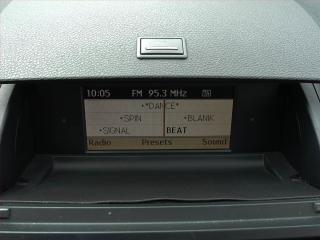 10:05 FM 95.3 MHz
•*DANCE*
•SPIN •BLANK
•SIGNAL BEAT
Radio Presets Sound